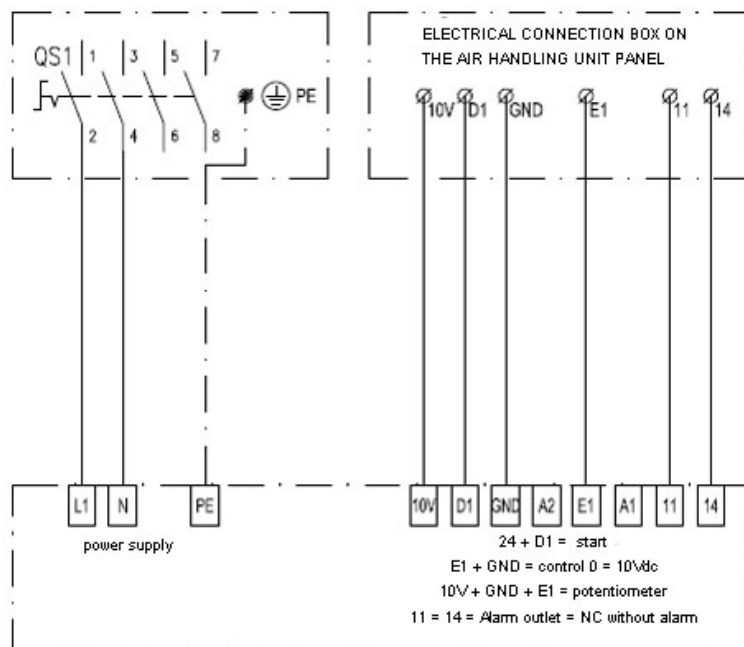 ELECTRICAL CONNECTION BOX ON
THE AIR HANDLING UNIT PANEL
QS1 1 3 5 7
PE
2 4 6 8
10V D1 GND E1 11 14
L1 N PE
10V D1 GND A2 E1 A1 11 14
power supply
24 + D1 = start
E1 + GND = control 0 = 10Vdc
10V + GND + E1 = potentiometer
11 = 14 = Alarm outlet = NC without alarm